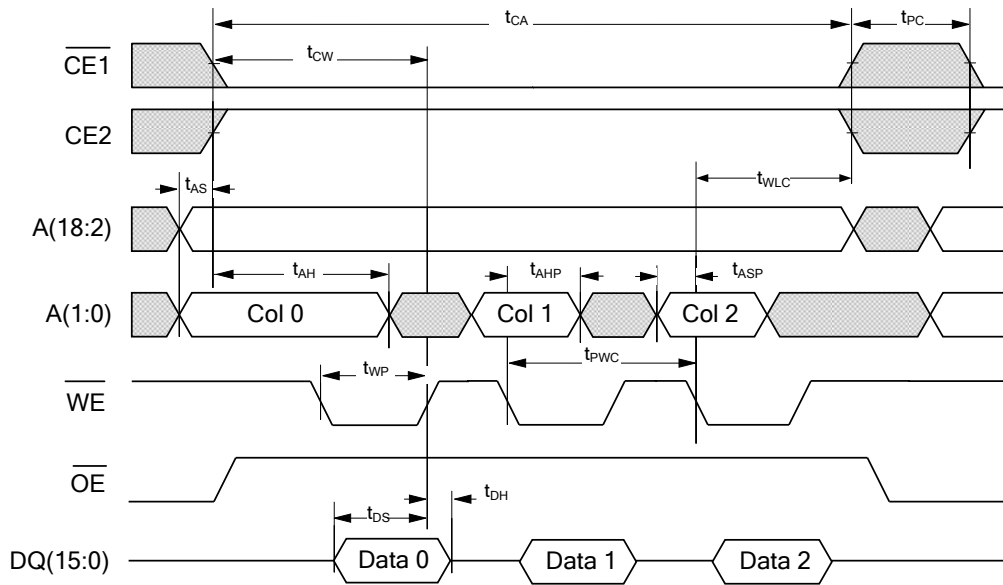 tCA
tPC
CE1
tCW
CE2
tAS
tWLC
A(18:2)
tAH
tAHP
tASP
A(1:0)
Col 0
Col 1
Col 2
tWP
tPWC
WE
OE
tDS
tDH
DQ(15:0)
Data 0
Data 1
Data 2